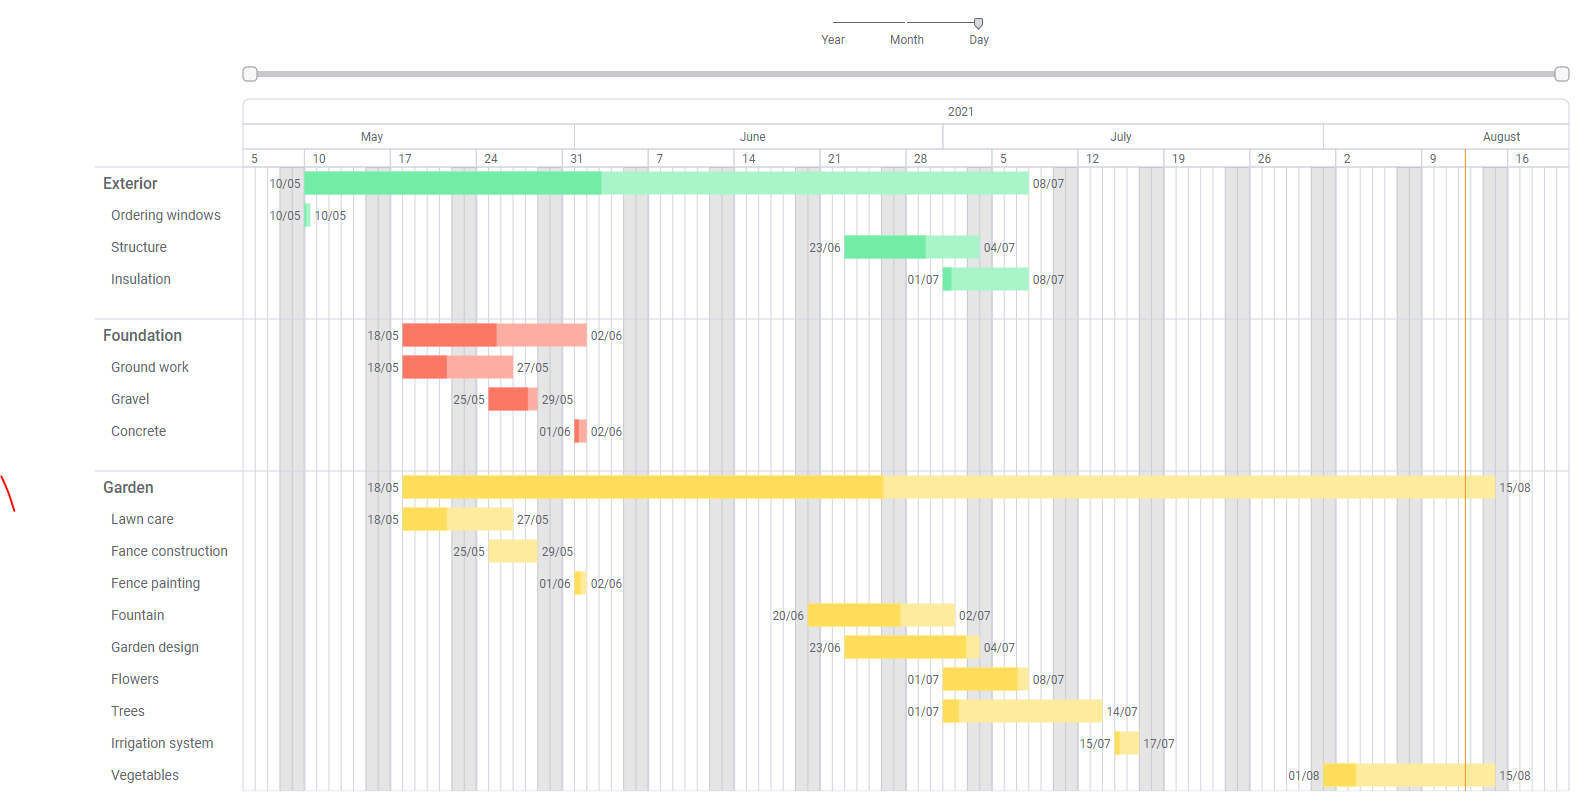 Year Month Day
2021
May June July August
5 10 17 24 31 7 14 21 28 5 12 19 26 2 9 16
Exterior 10/05 08/07
Ordering windows 10/05 10/05
Structure 23/06 04/07
Insulation 01/07 08/07
Foundation 18/05 02/06
Ground work 18/05 27/05
Gravel 25/05 29/05
Concrete 01/06 02/06
Garden 18/05 15/08
Lawn care 18/05 27/05
Fance construction 25/05 29/05
Fence painting 01/06 02/06
Fountain 20/06 02/07
Garden design 23/06 04/07
Flowers 01/07 08/07
Trees 01/07 14/07
Irrigation system 15/07 17/07
Vegetables 01/08 15/08